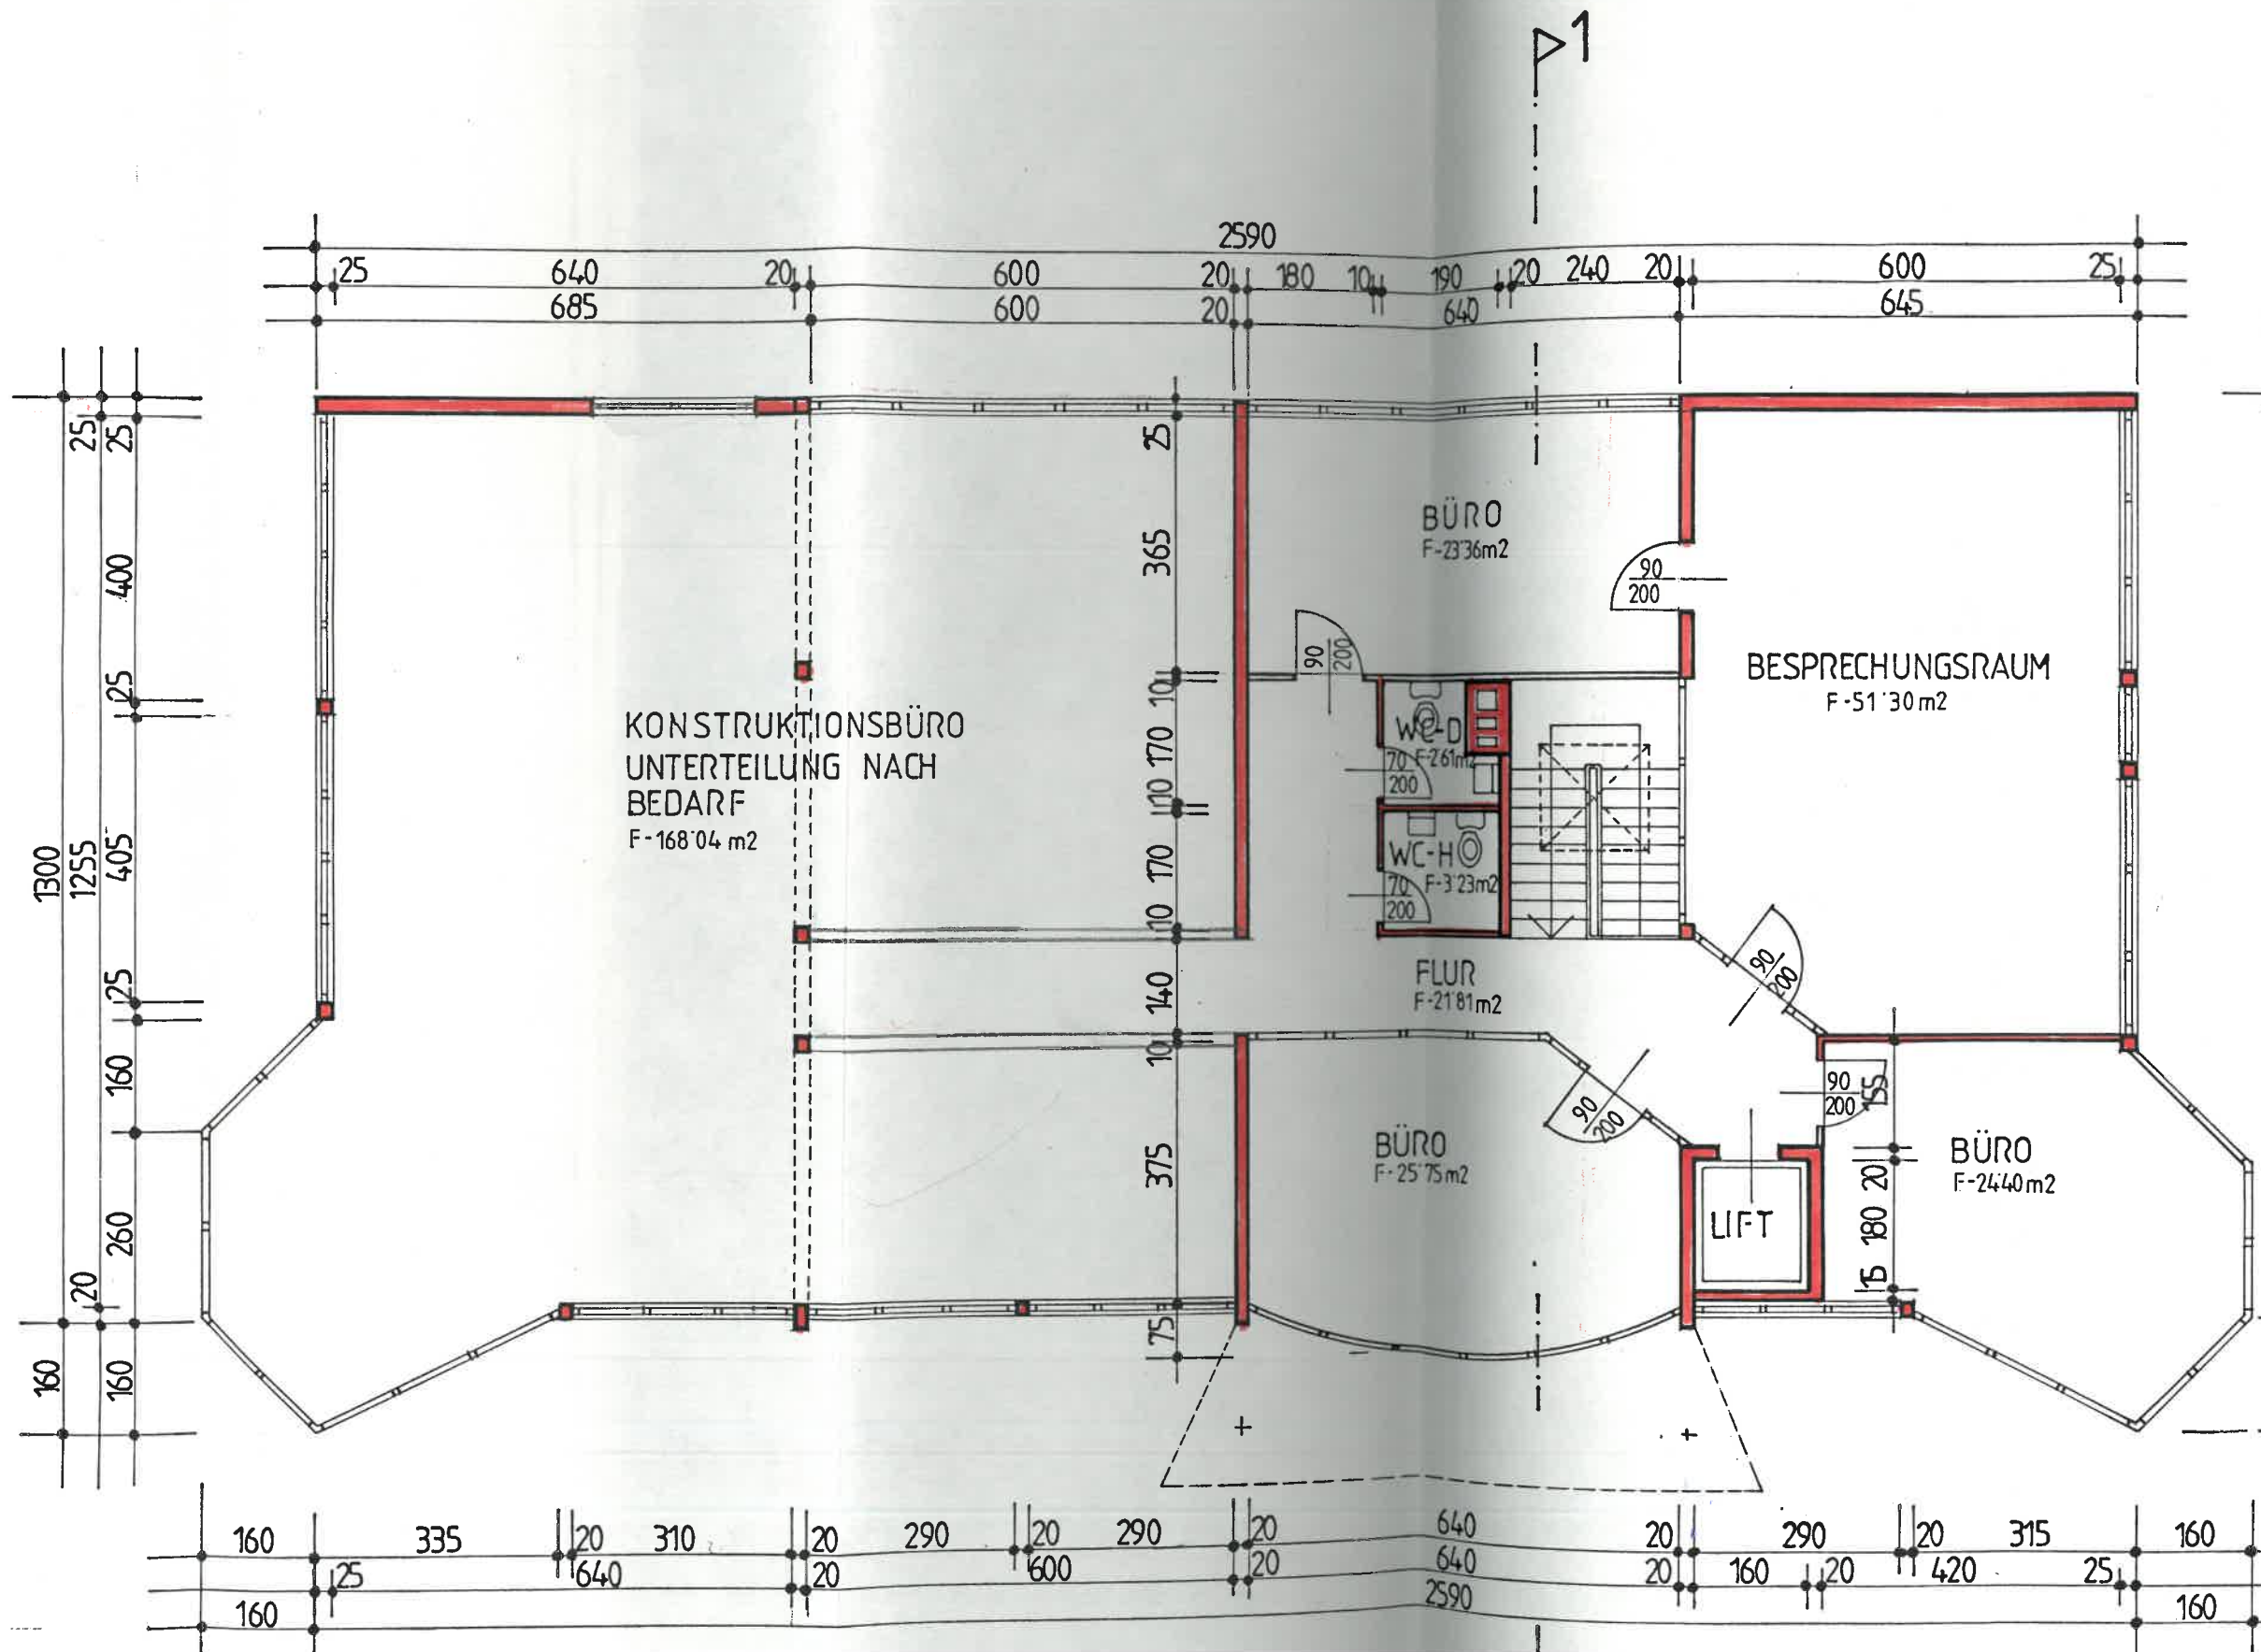 1
2590
25 640 20 600 20 180 10 190 20 240 20 600 25
685 600 20 640 645
25 25 400 25 405 25 160 260 160
1255 20
1300 160
25 365 10 170 10 170 10 140 10 375 75
BÜRO
F-23'36m2
90
200
90
200
BESPRECHUNGSRAUM
F-51'30m2
KONSTRUKTIONSBÜRO
UNTERTEILUNG NACH
BEDARF
F-168'04 m2
WC-D
F-2'61m2
70
200
WC-H
F-3'23m2
70
200
FLUR
F-21'81m2
90
200
90
200
90
200
155
20
180
15
BÜRO
F-25'75m2
BÜRO
F-24'40m2
LIFT
160 335 20 310 20 290 20 290 20 640 20 290 20 315 160
25 640 20 600 20 640 20 160 20 420 25
160 2590 160